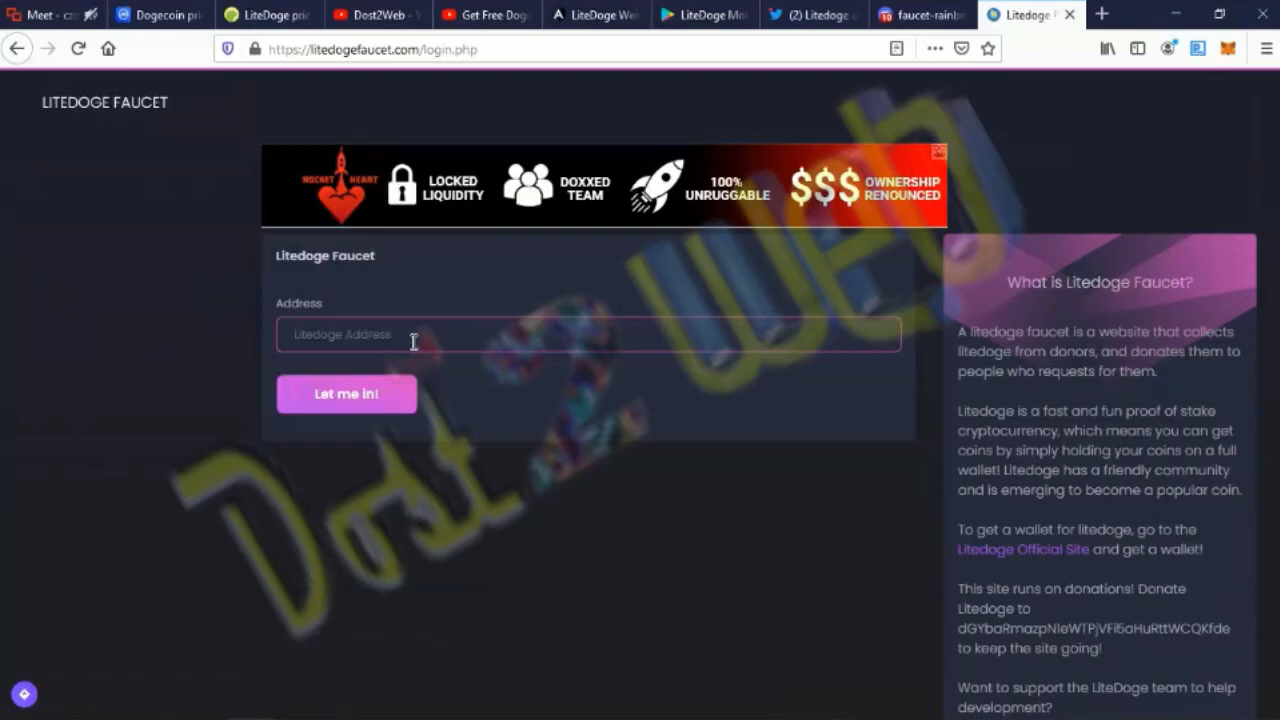 Meet - cz
Dogecoin pri
LiteDoge pric
Dost2Web - Y
Get Free Dog
LiteDoge We
LiteDoge Mo
(2) Litedoge
faucet-rainb
Litedoge F
https://litedogefaucet.com/login.php
LITEDOGE FAUCET
ROCKET HEART
LOCKED LIQUIDITY
DOXXED TEAM
100% UNRUGGABLE
$$$ OWNERSHIP RENOUNCED
Litedoge Faucet
Address
Litedoge Address
Let me in!
Dost 2 Web
What is Litedoge Faucet?
A litedoge faucet is a website that collects
litedoge from donors, and donates them to
people who requests for them.
Litedoge is a fast and fun proof of stake
cryptocurrency, which means you can get
coins by simply holding your coins on a full
wallet! Litedoge has a friendly community
and is emerging to become a popular coin.
To get a wallet for litedoge, go to the
Litedoge Official Site and get a wallet!
This site runs on donations! Donate
Litedoge to
to keep the site going!
Want to support the LiteDoge team to help
development?